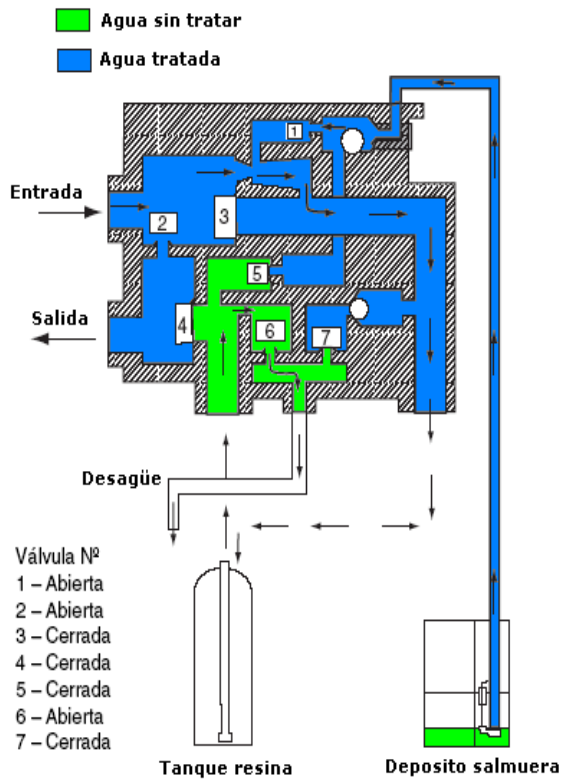 Agua sin tratar
Agua tratada
1
Entrada
2
3
5
Salida
4
6
7
Desagüe
Válvula Nº
1 – Abierta
2 – Abierta
3 – Cerrada
4 – Cerrada
5 – Cerrada
6 – Abierta
7 – Cerrada
Tanque resina
Deposito salmuera